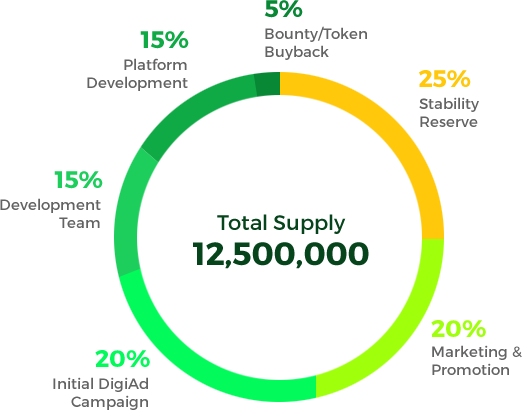 5%
Bounty/Token
Buyback
15%
Platform
Development
25%
Stability
Reserve
15%
Development
Team
Total Supply
12,500,000
20%
Marketing &
Promotion
20%
Initial DigiAd
Campaign